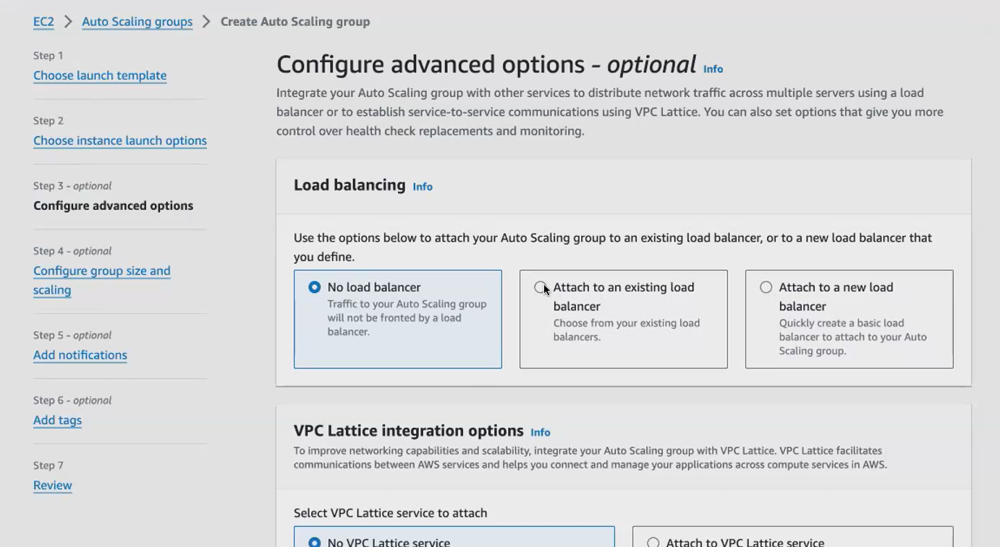 EC2 > Auto Scaling groups > Create Auto Scaling group
Step 1
Choose launch template
Step 2
Choose instance launch options
Step 3 - optional
Configure advanced options
Step 4 - optional
Configure group size and
scaling
Step 5 - optional
Add notifications
Step 6 - optional
Add tags
Step 7
Review
Configure advanced options - optional Info
Integrate your Auto Scaling group with other services to distribute network traffic across multiple servers using a load
balancer or to establish service-to-service communications using VPC Lattice. You can also set options that give you more
control over health check replacements and monitoring.
Load balancing Info
Use the options below to attach your Auto Scaling group to an existing load balancer, or to a new load balancer that
you define.
No load balancer
Traffic to your Auto Scaling group
will not be fronted by a load
balancer.
Attach to an existing load
balancer
Choose from your existing load
balancers.
Attach to a new load
balancer
Quickly create a basic load
balancer to attach to your Auto
Scaling group.
VPC Lattice integration options Info
To improve networking capabilities and scalability, integrate your Auto Scaling group with VPC Lattice. VPC Lattice facilitates
communications between AWS services and helps you connect and manage your applications across compute services in AWS.
Select VPC Lattice service to attach
No VPC Lattice service
Attach to VPC Lattice service